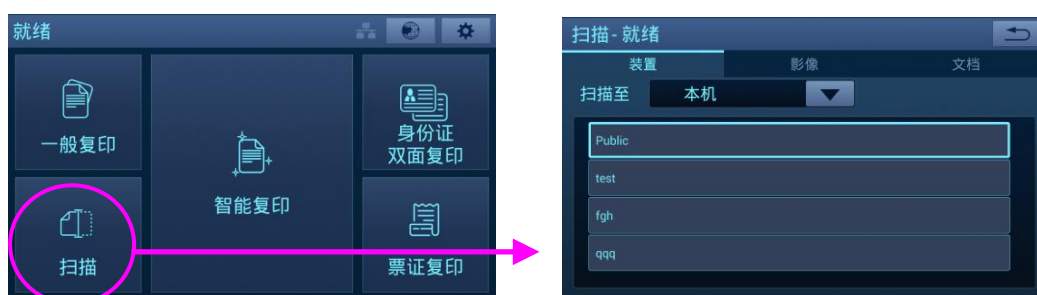 就绪
一般复印
智能复印
身份证
双面复印
扫描
票证复印
扫描 - 就绪
装置
影像
文档
扫描至
本机
Public
test
fgh
qqq